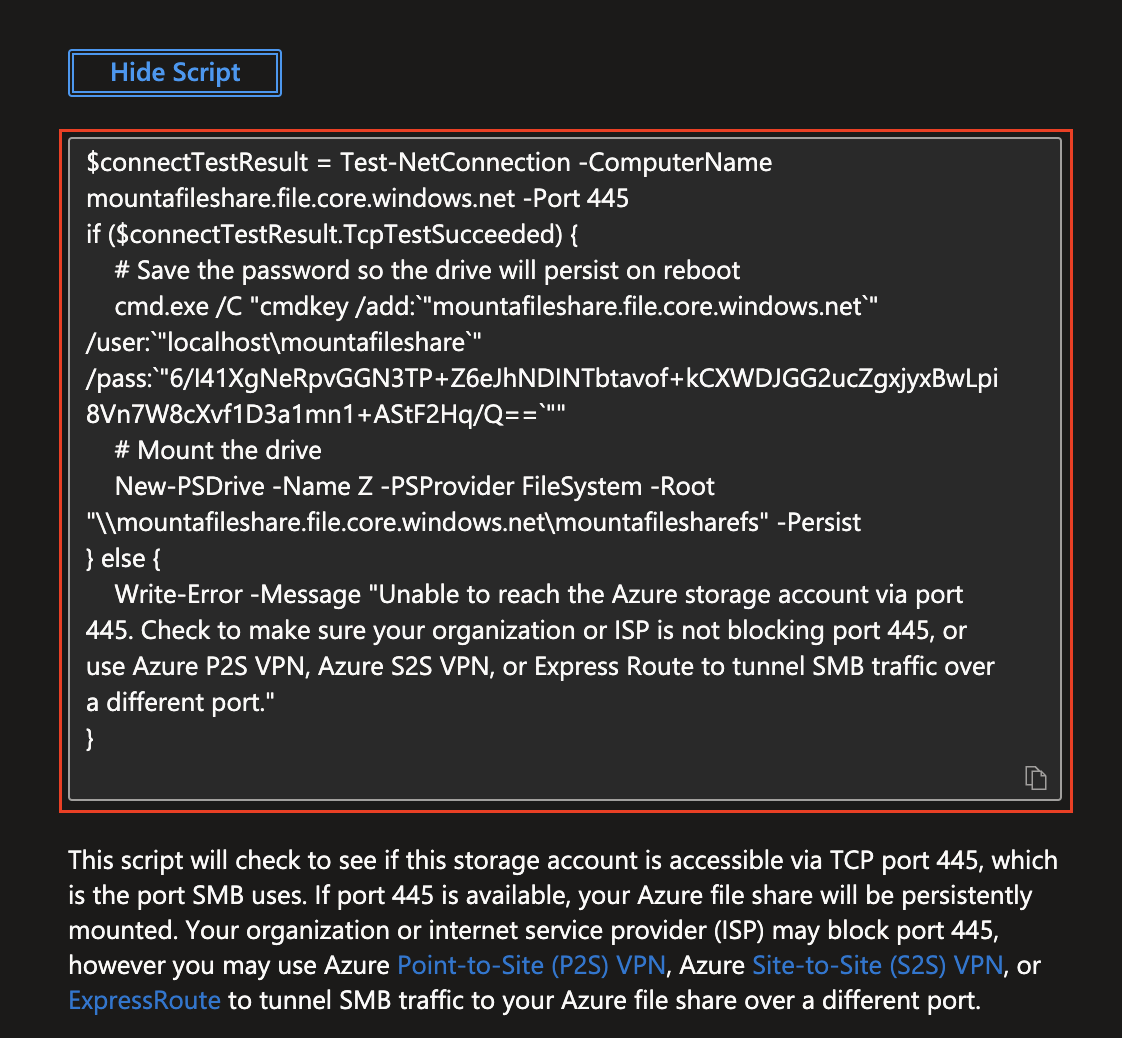 Hide Script
$connectTestResult = Test-NetConnection -ComputerName
mountafileshare.file.core.windows.net -Port 445
if ($connectTestResult.TcpTestSucceeded) {
    # Save the password so the drive will persist on reboot
    cmd.exe /C "cmdkey /add:`"mountafileshare.file.core.windows.net`"
/user:`"localhost\mountafileshare`"
/pass:`"6/I41XgNeRpvGGN3TP+Z6eJhNDINTbtavof+kCXWDJGG2ucZgxjyxBwLpi
8Vn7W8cXvf1D3a1mn1+AStF2Hq/Q==`""
    # Mount the drive
    New-PSDrive -Name Z -PSProvider FileSystem -Root
"\\mountafileshare.file.core.windows.net\mountafilesharefs" -Persist
} else {
    Write-Error -Message "Unable to reach the Azure storage account via port
445. Check to make sure your organization or ISP is not blocking port 445, or
use Azure P2S VPN, Azure S2S VPN, or Express Route to tunnel SMB traffic over
a different port."
}
This script will check to see if this storage account is accessible via TCP port 445, which
is the port SMB uses. If port 445 is available, your Azure file share will be persistently
mounted. Your organization or internet service provider (ISP) may block port 445,
however you may use Azure Point-to-Site (P2S) VPN, Azure Site-to-Site (S2S) VPN, or
ExpressRoute to tunnel SMB traffic to your Azure file share over a different port.